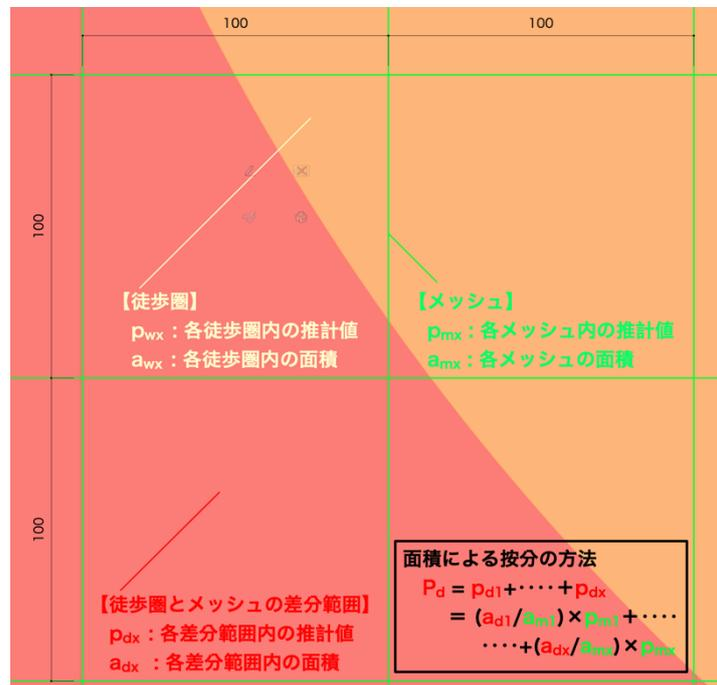 100 100
100
【徒歩圏】
pwx：各徒歩圏内の推計値
awx：各徒歩圏内の面積
【メッシュ】
pmx：各メッシュ内の推計値
amx：各メッシュの面積
100
【徒歩圏とメッシュの差分範囲】
pdx：各差分範囲内の推計値
adx ：各差分範囲内の面積
面積による按分の方法
Pd = pd1+‥‥+pdx
= (ad1/am1)×pm1+‥‥
‥‥+(adx/amx)×pmx